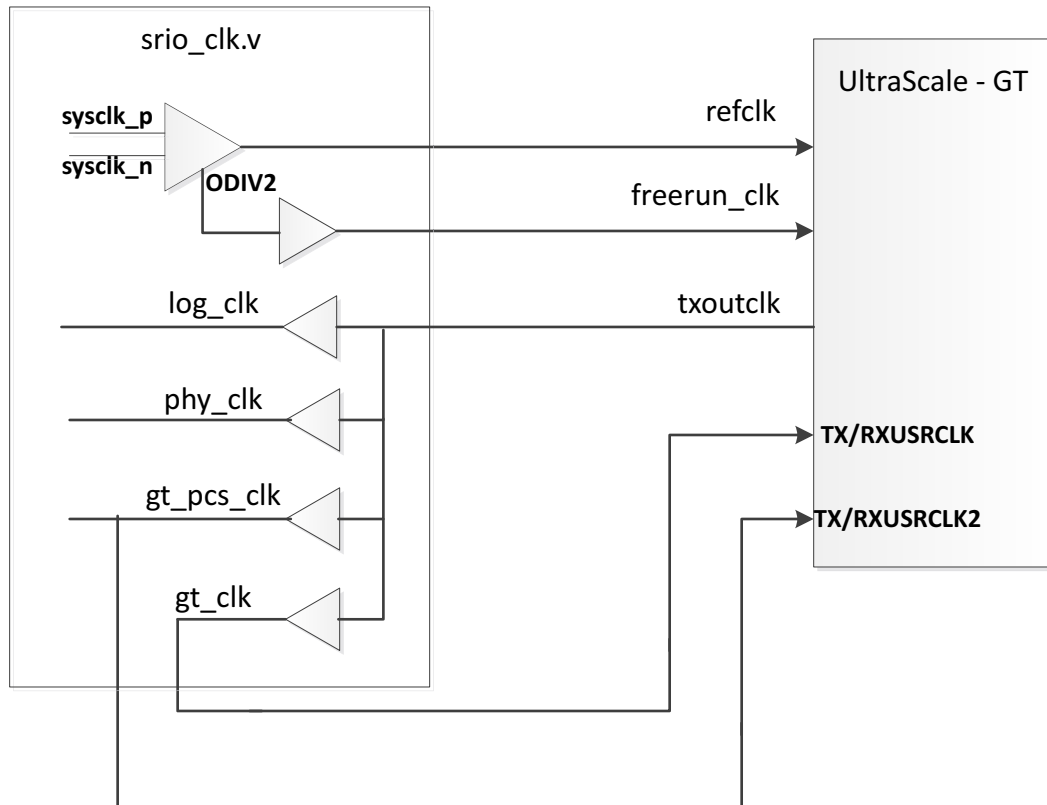 srio_clk.v
UltraScale - GT
sysclk_p
refclk
sysclk_n
ODIV2
freerun_clk
log_clk
txoutclk
phy_clk
TX/RXUSRCLK
gt_pcs_clk
TX/RXUSRCLK2
gt_clk